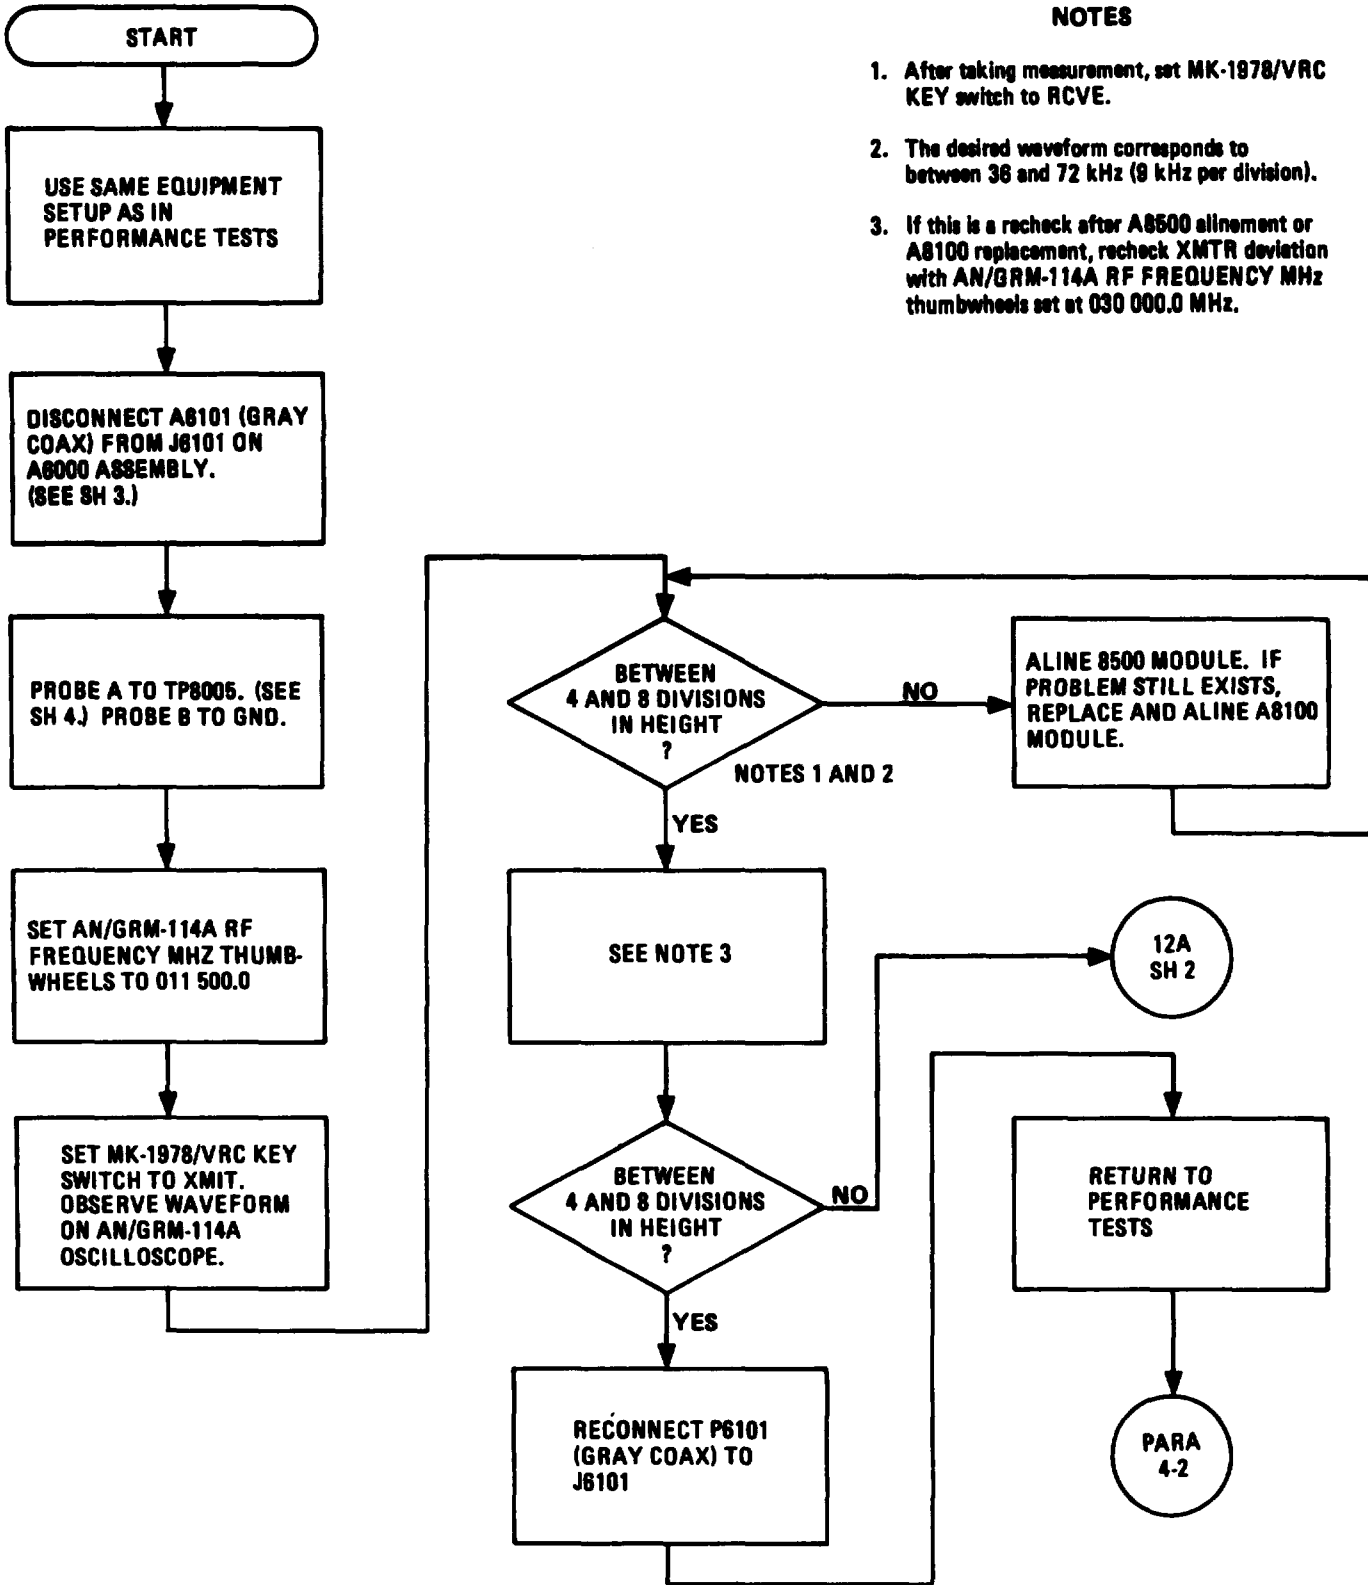 START
USE SAME EQUIPMENT
SETUP AS IN
PERFORMANCE TESTS
DISCONNECT A6101 (GRAY
COAX) FROM J6101 ON
A6000 ASSEMBLY.
(SEE SH 3.)
PROBE A TO TP8005. (SEE
SH 4.) PROBE B TO GND.
SET AN/GRM-114A RF
FREQUENCY MHZ THUMB-
WHEELS TO 011 500.0
SET MK-1978/VRC KEY
SWITCH TO XMIT.
OBSERVE WAVEFORM
ON AN/GRM-114A
OSCILLOSCOPE.
NOTES
1. After taking measurement, set MK-1978/VRC
KEY switch to RCVE.
2. The desired waveform corresponds to
between 36 and 72 kHz (9 kHz per division).
3. If this is a recheck after A8500 alinement or
A8100 replacement, recheck XMTR deviation
with AN/GRM-114A RF FREQUENCY MHz
thumbwheels set at 030 000.0 MHz.
BETWEEN
4 AND 8 DIVISIONS
IN HEIGHT
?
NO
NOTES 1 AND 2
YES
ALINE 8500 MODULE. IF
PROBLEM STILL EXISTS,
REPLACE AND ALINE A8100
MODULE.
SEE NOTE 3
12A
SH 2
BETWEEN
4 AND 8 DIVISIONS
IN HEIGHT
?
NO
YES
RECONNECT P6101
(GRAY COAX) TO
J6101
RETURN TO
PERFORMANCE
TESTS
PARA
4-2